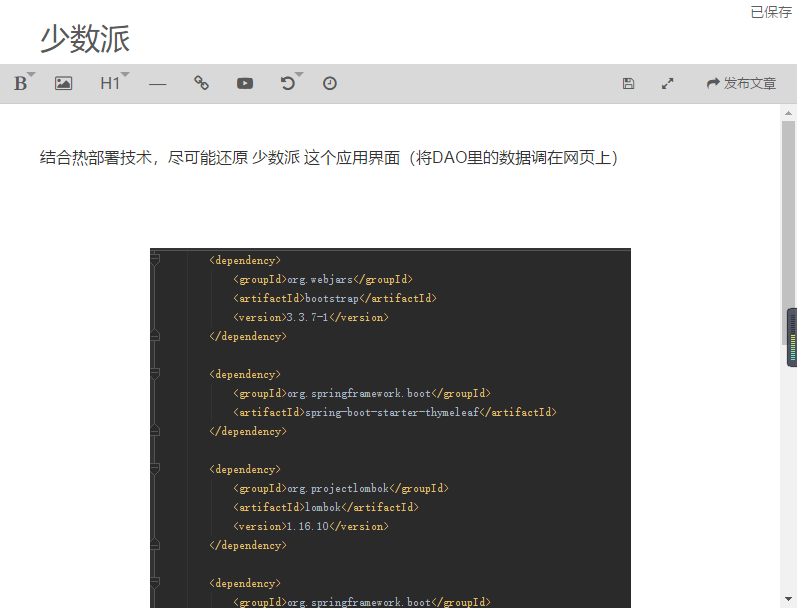 已保存
少数派
B H1 发布文章
结合热部署技术，尽可能还原 少数派 这个应用界面（将DAO里的数据调在网页上）
<dependency>
<groupId>org.webjars</groupId>
<artifactId>bootstrap</artifactId>
<version>3.3.7-1</version>
</dependency>
<dependency>
<groupId>org.springframework.boot</groupId>
<artifactId>spring-boot-starter-thymeleaf</artifactId>
</dependency>
<dependency>
<groupId>org.projectlombok</groupId>
<artifactId>lombok</artifactId>
<version>1.16.10</version>
</dependency>
<dependency>
<groupId>org.springframework.boot</groupId>